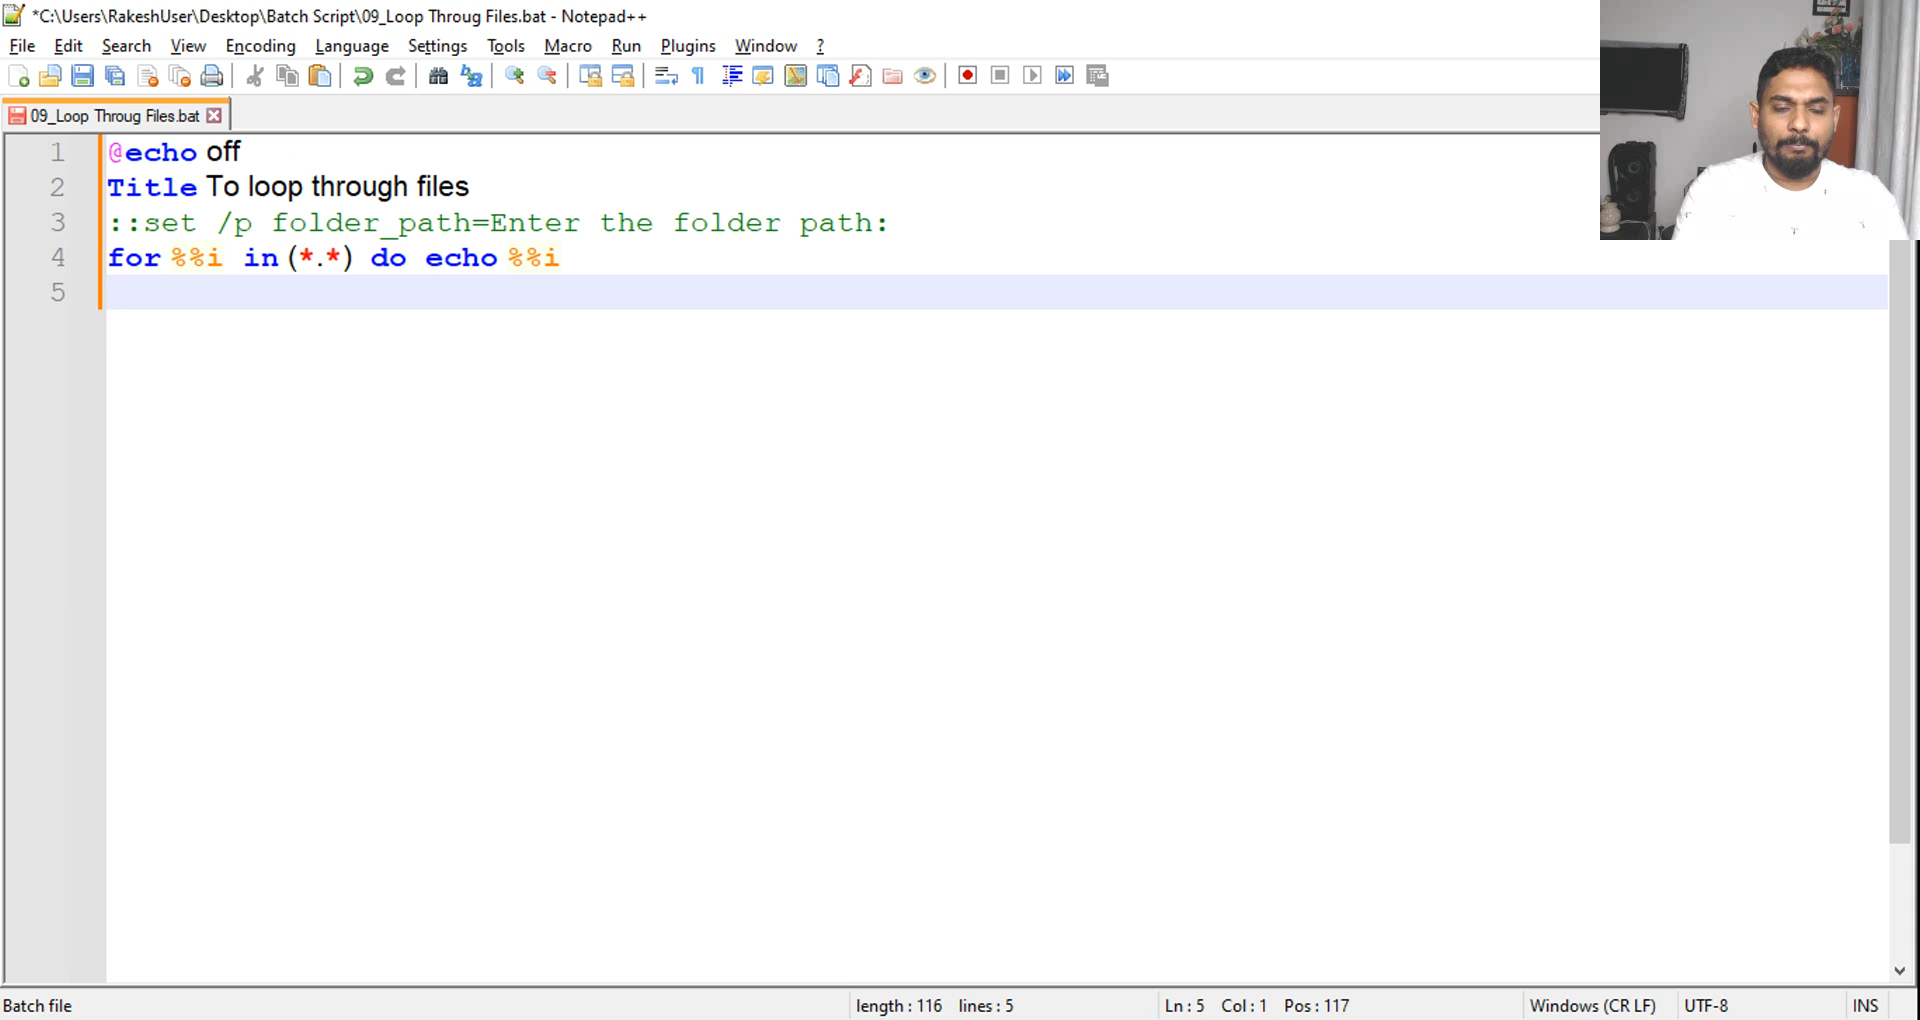 *C:\Users\RakeshUser\Desktop\Batch Script\09_Loop Throug Files.bat - Notepad++
File Edit Search View Encoding Language Settings Tools Macro Run Plugins Window ?
09_Loop Throug Files.bat
1 @echo off
2 Title To loop through files
3 ::set /p folder_path=Enter the folder path:
4 for %%i in (*.*) do echo %%i
5
Batch file length : 116 lines : 5 Ln : 5 Col : 1 Pos : 117 Windows (CR LF) UTF-8 INS